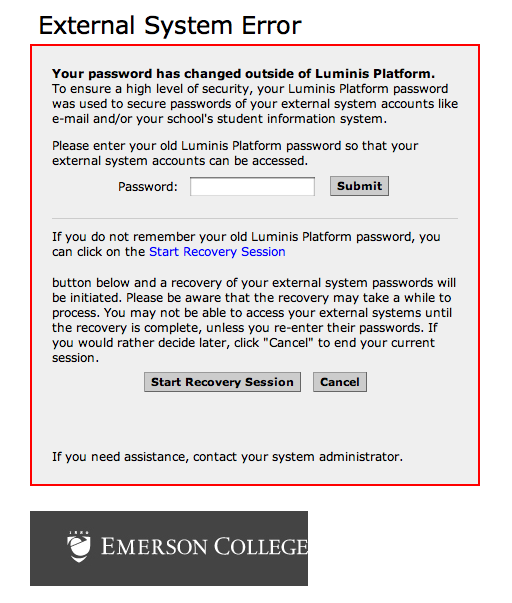 External System Error
Your password has changed outside of Luminis Platform.
To ensure a high level of security, your Luminis Platform password
was used to secure passwords of your external system accounts like
e-mail and/or your school's student information system.
Please enter your old Luminis Platform password so that your
external system accounts can be accessed.
Password: Submit
If you do not remember your old Luminis Platform password, you
can click on the Start Recovery Session
button below and a recovery of your external system passwords will
be initiated. Please be aware that the recovery may take a while to
process. You may not be able to access your external systems until
the recovery is complete, unless you re-enter their passwords. If
you would rather decide later, click "Cancel" to end your current
session.
Start Recovery Session Cancel
If you need assistance, contact your system administrator.
1880
EMERSON COLLEGE